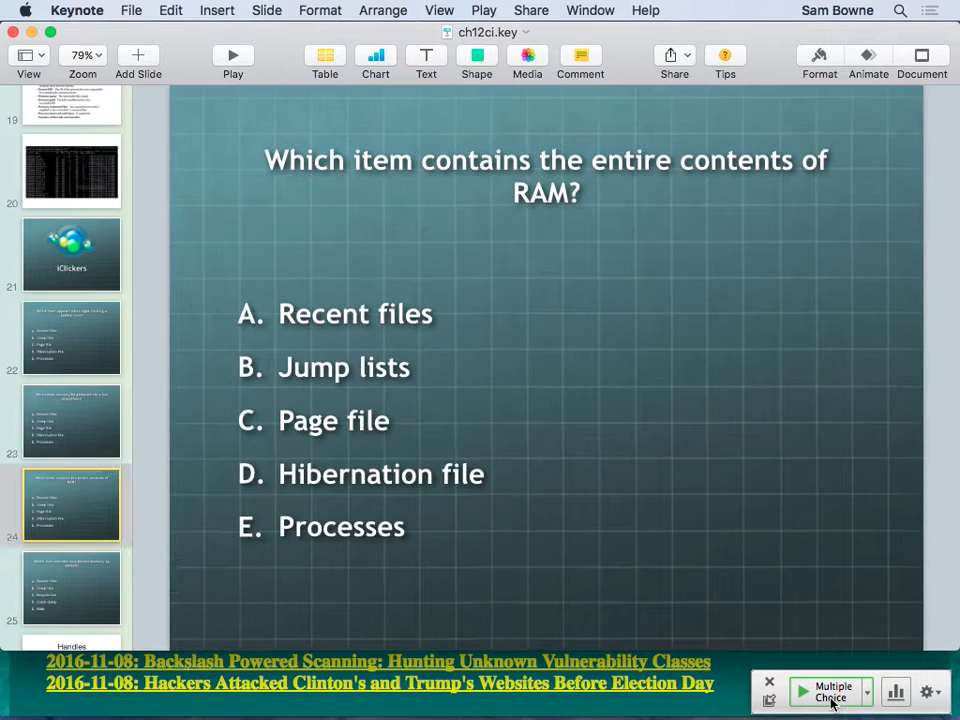 Keynote File Edit Insert Slide Format Arrange View Play Share Window Help Sam Bowne
ch12ci.key
79%
View Zoom Add Slide Play Table Chart Text Shape Media Comment Share Tips Format Animate Document
19
20
iClickers
21
22
23
24
25
Handles
Which item contains the entire contents of
RAM?
A. Recent files
B. Jump lists
C. Page file
D. Hibernation file
E. Processes
2016-11-08: Backslash Powered Scanning: Hunting Unknown Vulnerability Classes
2016-11-08: Hackers Attacked Clinton's and Trump's Websites Before Election Day
Multiple
Choice